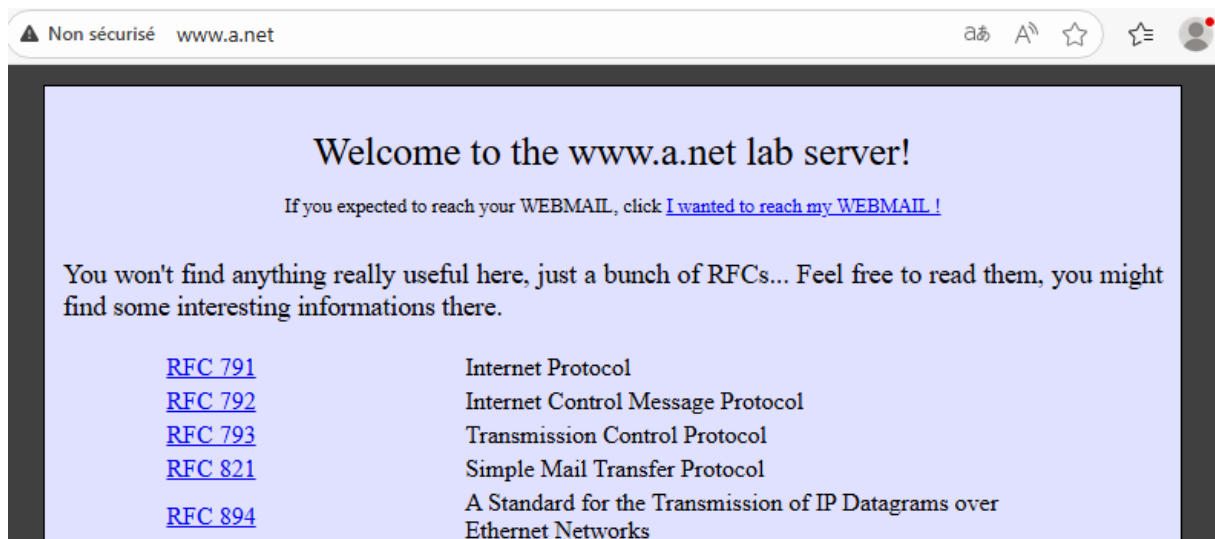 Non sécurisé www.a.net
Welcome to the www.a.net lab server!
If you expected to reach your WEBMAIL, click I wanted to reach my WEBMAIL !
You won't find anything really useful here, just a bunch of RFCs... Feel free to read them, you might
find some interesting informations there.
RFC 791 Internet Protocol
RFC 792 Internet Control Message Protocol
RFC 793 Transmission Control Protocol
RFC 821 Simple Mail Transfer Protocol
RFC 894 A Standard for the Transmission of IP Datagrams over
Ethernet Networks